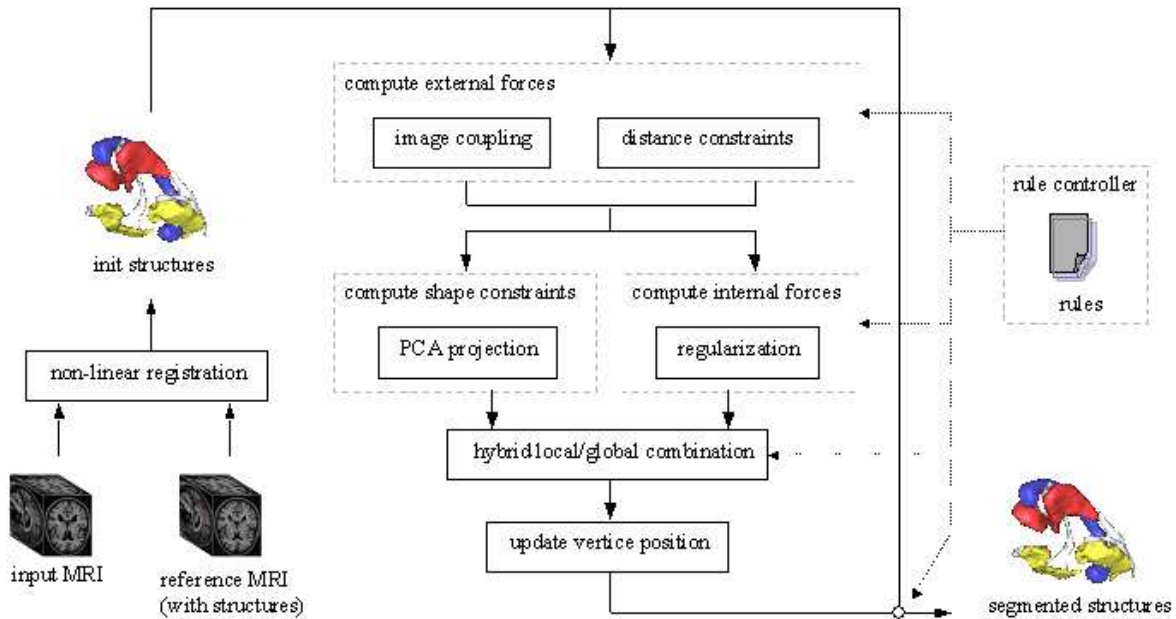 compute external forces
image coupling
distance constraints
rule controller
rules
init structures
compute shape constraints
compute internal forces
PCA projection
regularization
non-linear registration
hybrid local/global combination
update vertice position
input MRI
reference MRI
(with structures)
segmented structures